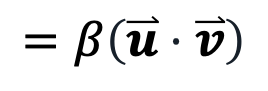 = β(u⃗ · v⃗)